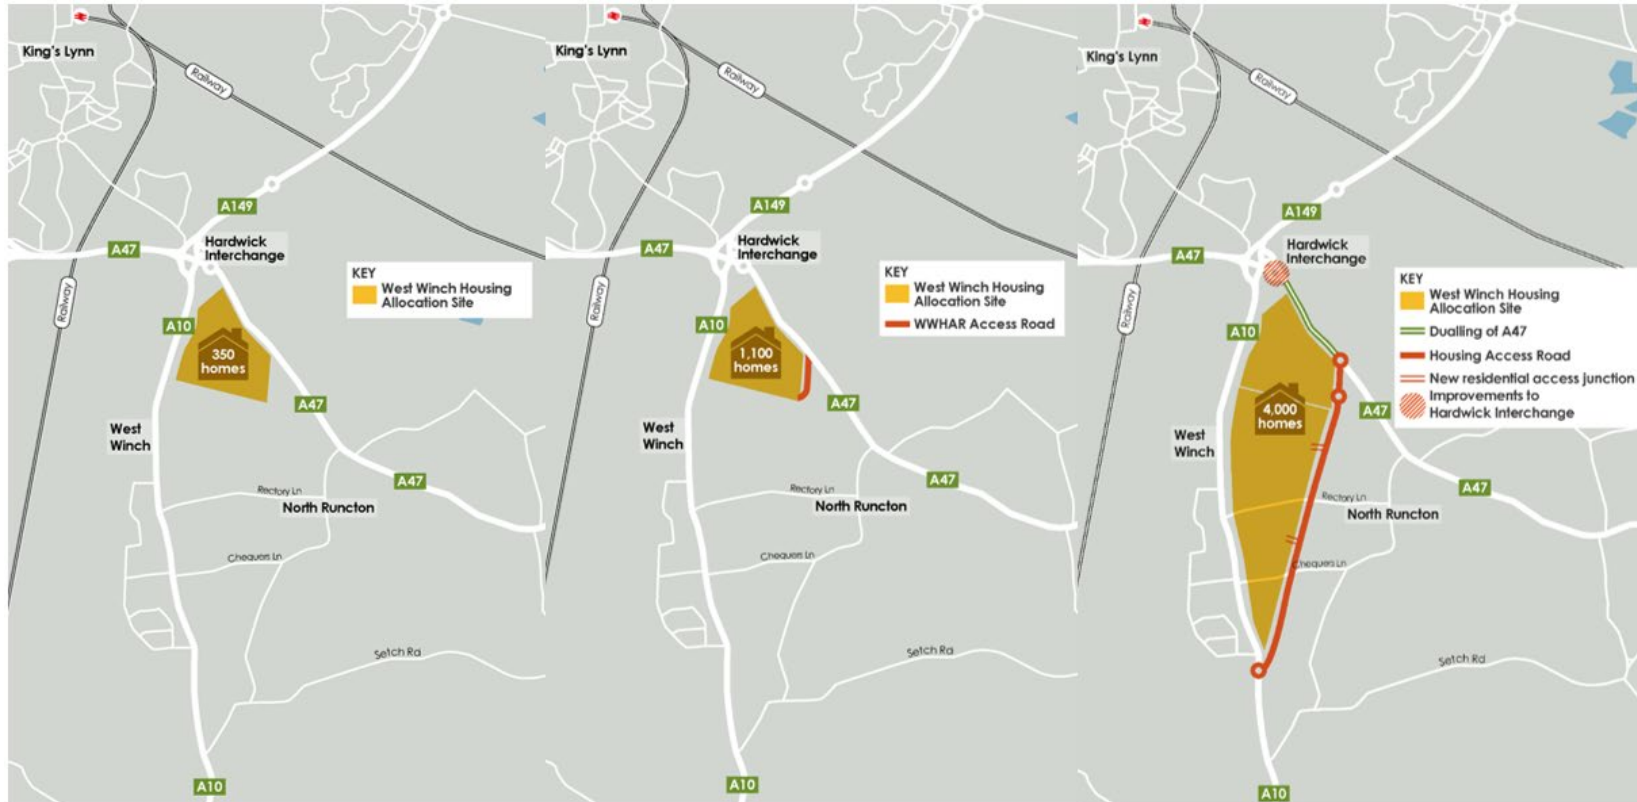 King's Lynn
Railway
Railway
A149
A47
Hardwick
Interchange
KEY
West Winch Housing
Allocation Site
A10
350
homes
A47
West
Winch
A47
Rectory Ln
North Runcton
Chequers Ln
Setch Rd
A10
King's Lynn
Railway
Railway
A149
A47
Hardwick
Interchange
KEY
West Winch Housing
Allocation Site
WWHAR Access Road
A10
1,100
homes
A47
West
Winch
A47
Rectory Ln
North Runcton
Chequers Ln
Setch Rd
A10
King's Lynn
Railway
Railway
A149
A47
Hardwick
Interchange
KEY
West Winch Housing
Allocation Site
Dualling of A47
Housing Access Road
New residential access junction
Improvements to
Hardwick Interchange
A10
4,000
homes
A47
West
Winch
A47
Rectory Ln
North Runcton
Chequers Ln
Setch Rd
A10